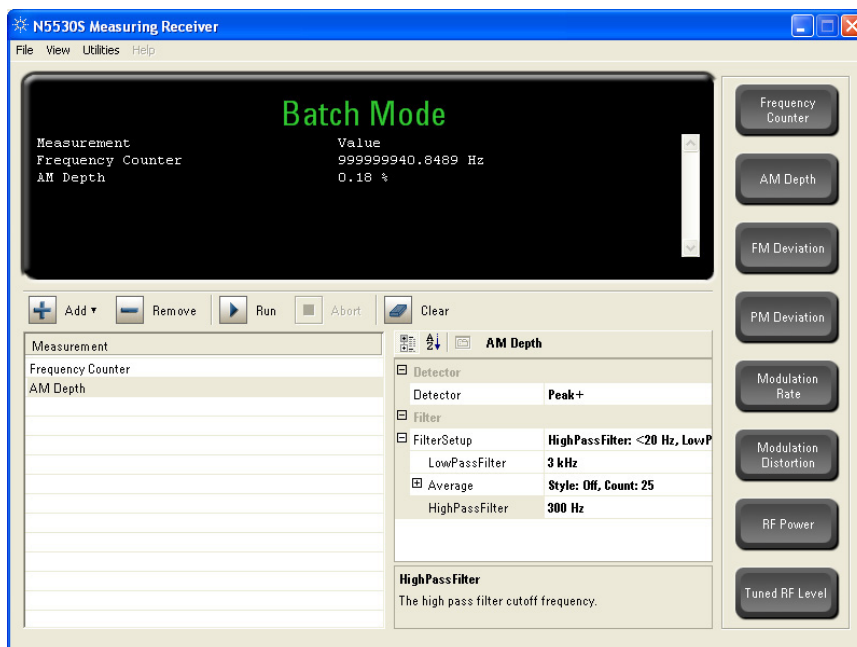 N5530S Measuring Receiver
File View Utilities Help
Batch Mode
Measurement Value
Frequency Counter 999999940.8489 Hz
AM Depth 0.18 %
Add Remove Run Abort Clear
Measurement
Frequency Counter
AM Depth
AM Depth
Detector
Detector Peak+
Filter
FilterSetup HighPassFilter: <20 Hz, LowP
LowPassFilter 3 kHz
Average Style: Off, Count: 25
HighPassFilter 300 Hz
HighPassFilter
The high pass filter cutoff frequency.
Frequency
Counter
AM Depth
FM Deviation
PM Deviation
Modulation
Rate
Modulation
Distortion
RF Power
Tuned RF Level